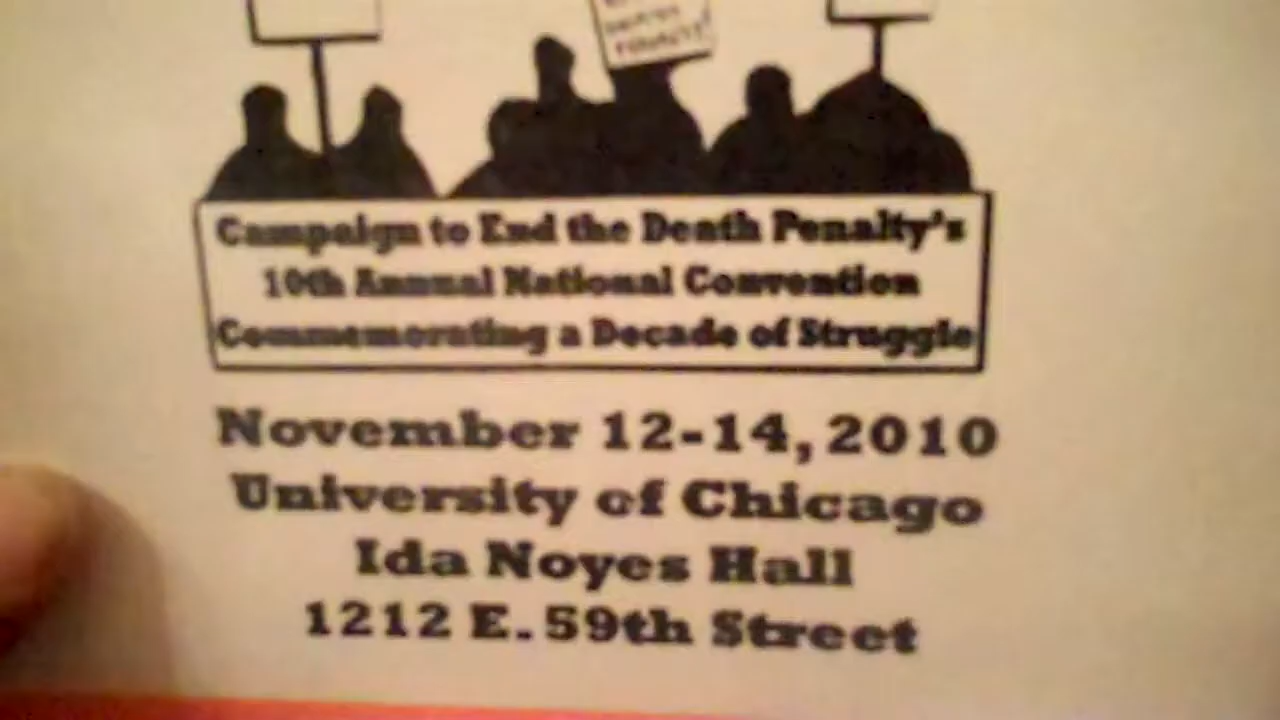 PENALTY!
Campaign to End the Death Penalty's
10th Annual National Convention
Commemorating a Decade of Struggle
November 12-14, 2010
University of Chicago
Ida Noyes Hall
1212 E. 59th Street